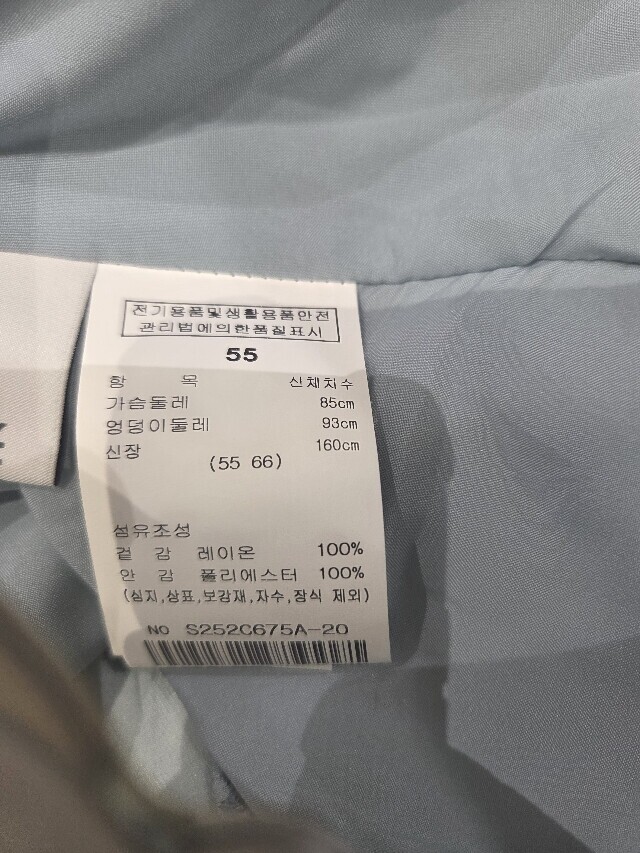 전기용품및생활용품안전
관리법에의한품질표시
55
항 목 신체치수
가슴둘레 85cm
엉덩이둘레 93cm
신장 160cm
(55 66)
섬유조성
겉 감 레이온 100%
안 감 폴리에스터 100%
(심지,상표,보강재,자수,장식 제외)
NO S252C675A-20